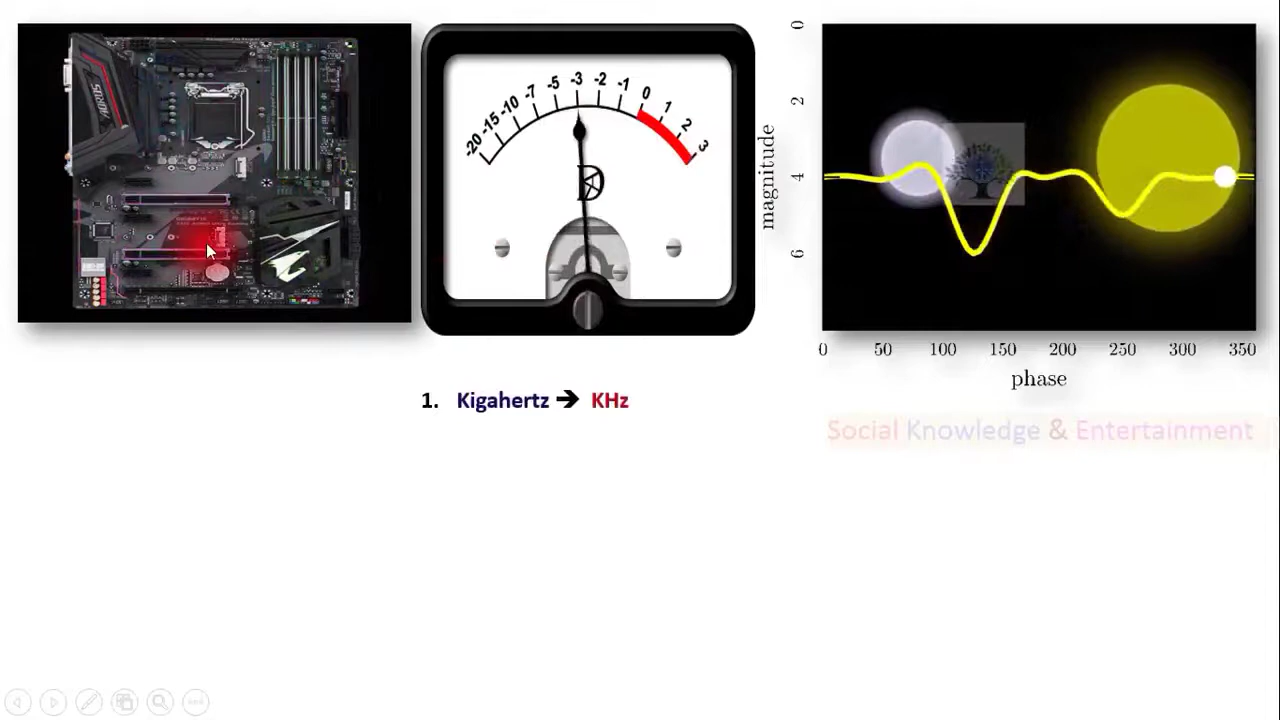 -20 -15 -10 -7 -5 -3 -2 -1 0 1 2 3
magnitude
0
2
4
6
0 50 100 150 200 250 300 350
phase
1. Kigahertz ➔ KHz
Social Knowledge & Entertainment